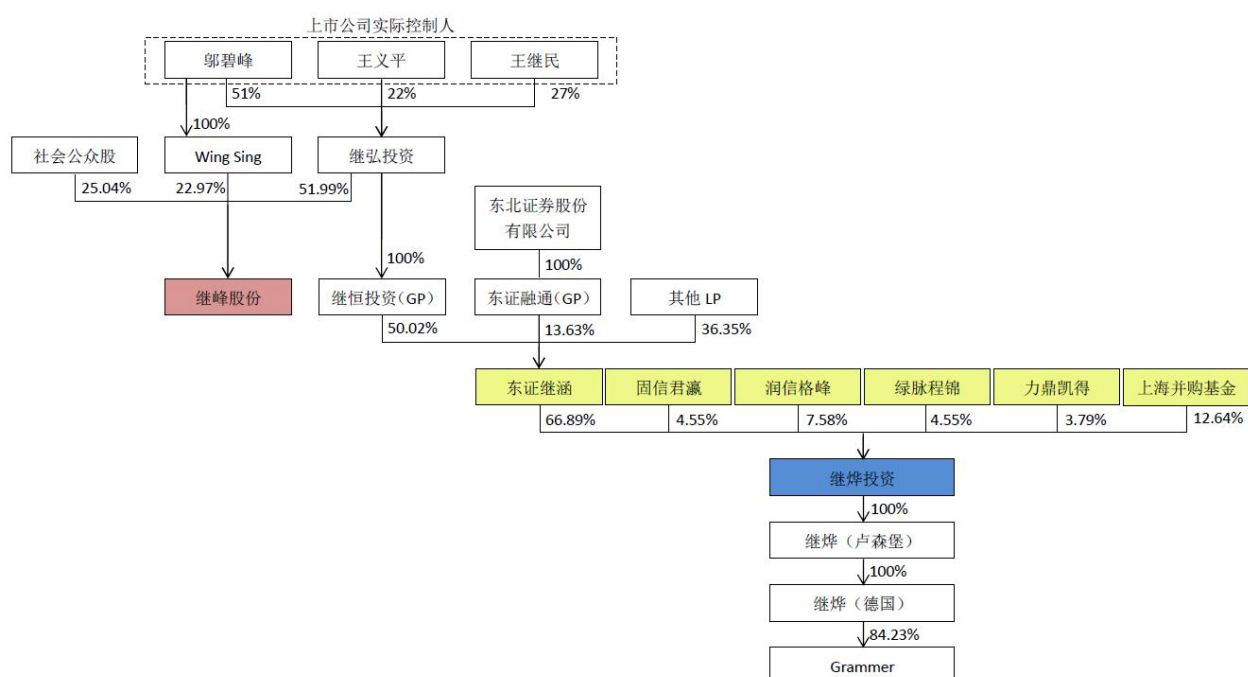 上市公司实际控制人
邬碧峰
王义平
王继民
51%
22%
27%
100%
社会公众股
Wing Sing
继弘投资
25.04%
22.97%
51.99%
东北证券股份
有限公司
100%
100%
继峰股份
继恒投资（GP）
东证融通（GP）
其他 LP
50.02%
13.63%
36.35%
东证继涵
固信君瀛
润信格峰
绿脉程锦
力鼎凯得
上海并购基金
66.89%
4.55%
7.58%
4.55%
3.79%
12.64%
继烨投资
100%
继烨（卢森堡）
100%
继烨（德国）
84.23%
Grammer